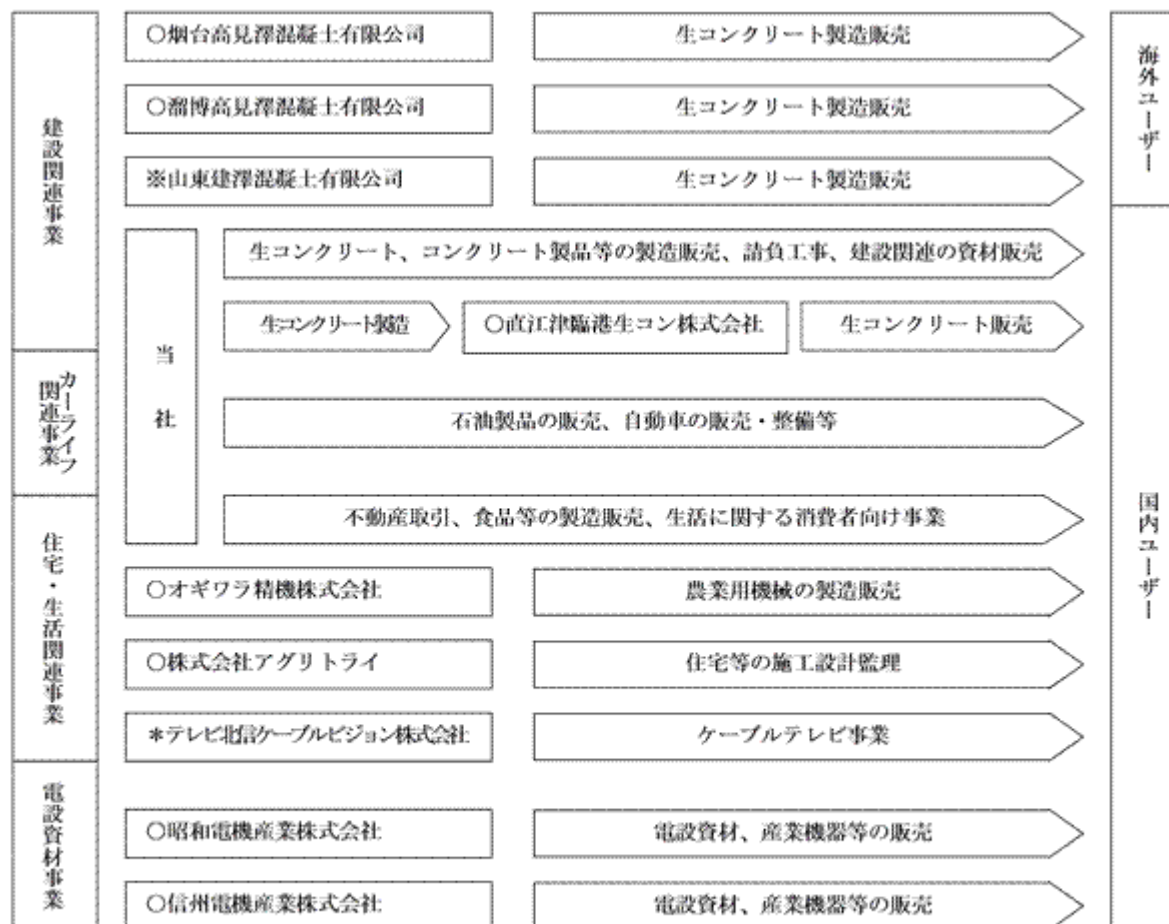 建設関連事業
○烟台高見澤混凝土有限公司
生コンクリート製造販売
海外ユーザー
○淄博高見澤混凝土有限公司
生コンクリート製造販売
※山東建澤混凝土有限公司
生コンクリート製造販売
当社
生コンクリート、コンクリート製品等の製造販売、請負工事、建設関連の資材販売
国内ユーザー
生コンクリート製造
○直江津臨港生コン株式会社
生コンクリート販売
カーライフ
関連事業
石油製品の販売、自動車の販売・整備等
住宅・生活関連事業
不動産取引、食品等の製造販売、生活に関する消費者向け事業
○オギワラ精機株式会社
農業用機械の製造販売
○株式会社アグリトライ
住宅等の施工設計監理
*テレビ北信ケーブルビジョン株式会社
ケーブルテレビ事業
電設資材事業
○昭和電機産業株式会社
電設資材、産業機器等の販売
○信州電機産業株式会社
電設資材、産業機器等の販売